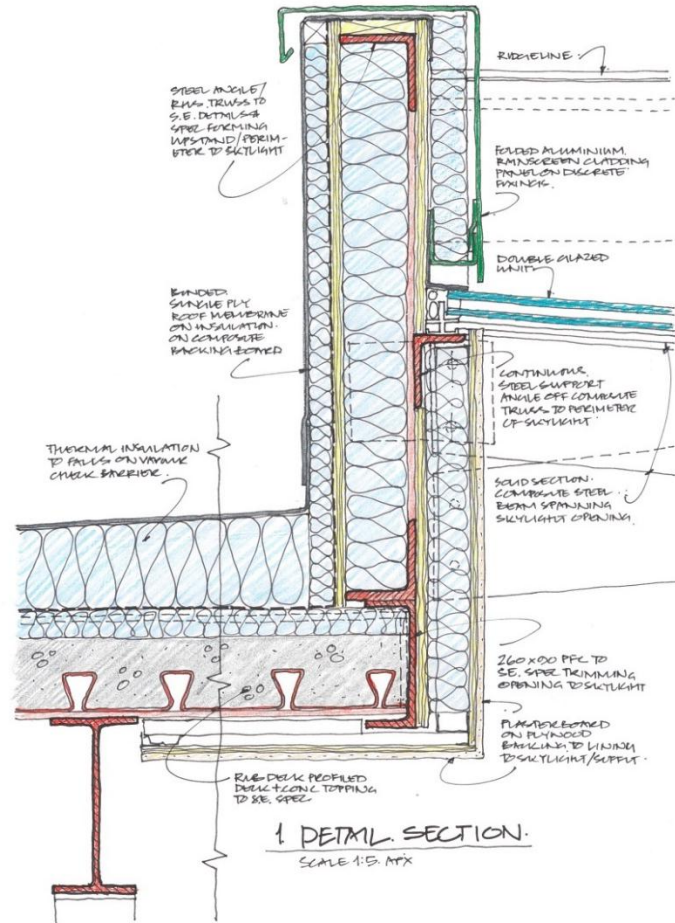 STEEL ANGLE/
RHS. TRUSS TO
S.E. DETAILS &
SPEC FORMING
UPSTAND/PERIM-
ETER TO SKYLIGHT
RIDGELINE.
FOLDED ALUMINIUM.
RAINSCREEN CLADDING
PANEL ON DISCRETE
FIXINGS.
DOUBLE GLAZED
UNIT.
BONDED.
SINGLE PLY
ROOF MEMBRANE
ON INSULATION.
ON COMPOSITE
BACKING BOARD
CONTINUOUS.
STEEL SUPPORT
ANGLE OFF COMPOSITE
TRUSS TO PERIMETER
OF SKYLIGHT.
THERMAL INSULATION
TO FALLS ON VAPOUR
CHECK BARRIER.
SOLID SECTION.
COMPOSITE STEEL.
BEAM SPANNING
SKYLIGHT OPENING.
260 x 90 PFC TO
S.E. SPEC TRIMMING
OPENING TO SKYLIGHT
PLASTERBOARD
ON PLYWOOD
BACKING TO LINING
TO SKYLIGHT/SOFFIT.
RIB DECK PROFILED
DECK + CONC TOPPING
TO S.E. SPEC
1 DETAIL. SECTION.
SCALE 1:5. APX